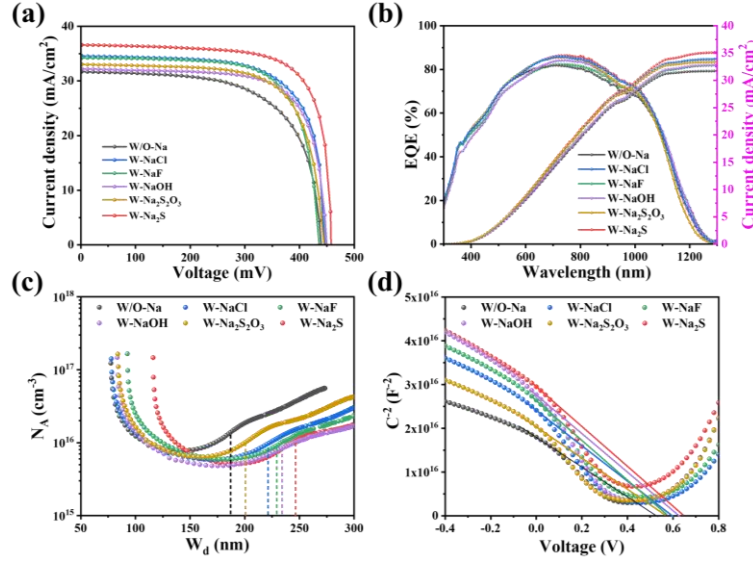 (a)
Currrent density (mA/cm²)
40
30
20
10
0
W/O-Na
W-NaCl
W-NaF
W-NaOH
W-Na₂S₂O₃
W-Na₂S
0 100 200 300 400 500
Voltage (mV)
(b)
EQE (%)
100
80
60
40
20
0
W/O-Na
W-NaCl
W-NaF
W-NaOH
W-Na₂S₂O₃
W-Na₂S
40
35
30
25
20
15
10
5
0
Current density (mA/cm²)
400 600 800 1000 1200
Wavelength (nm)
(c)
N_A (cm⁻³)
10¹⁸
10¹⁷
10¹⁶
10¹⁵
W/O-Na W-NaCl W-NaF
W-NaOH W-Na₂S₂O₃ W-Na₂S
50 100 150 200 250 300
W_d (nm)
(d)
C⁻² (F⁻²)
5x10¹⁶
4x10¹⁶
3x10¹⁶
2x10¹⁶
1x10¹⁶
0
W/O-Na W-NaCl W-NaF
W-NaOH W-Na₂S₂O₃ W-Na₂S
-0.4 -0.2 0.0 0.2 0.4 0.6 0.8
Voltage (V)